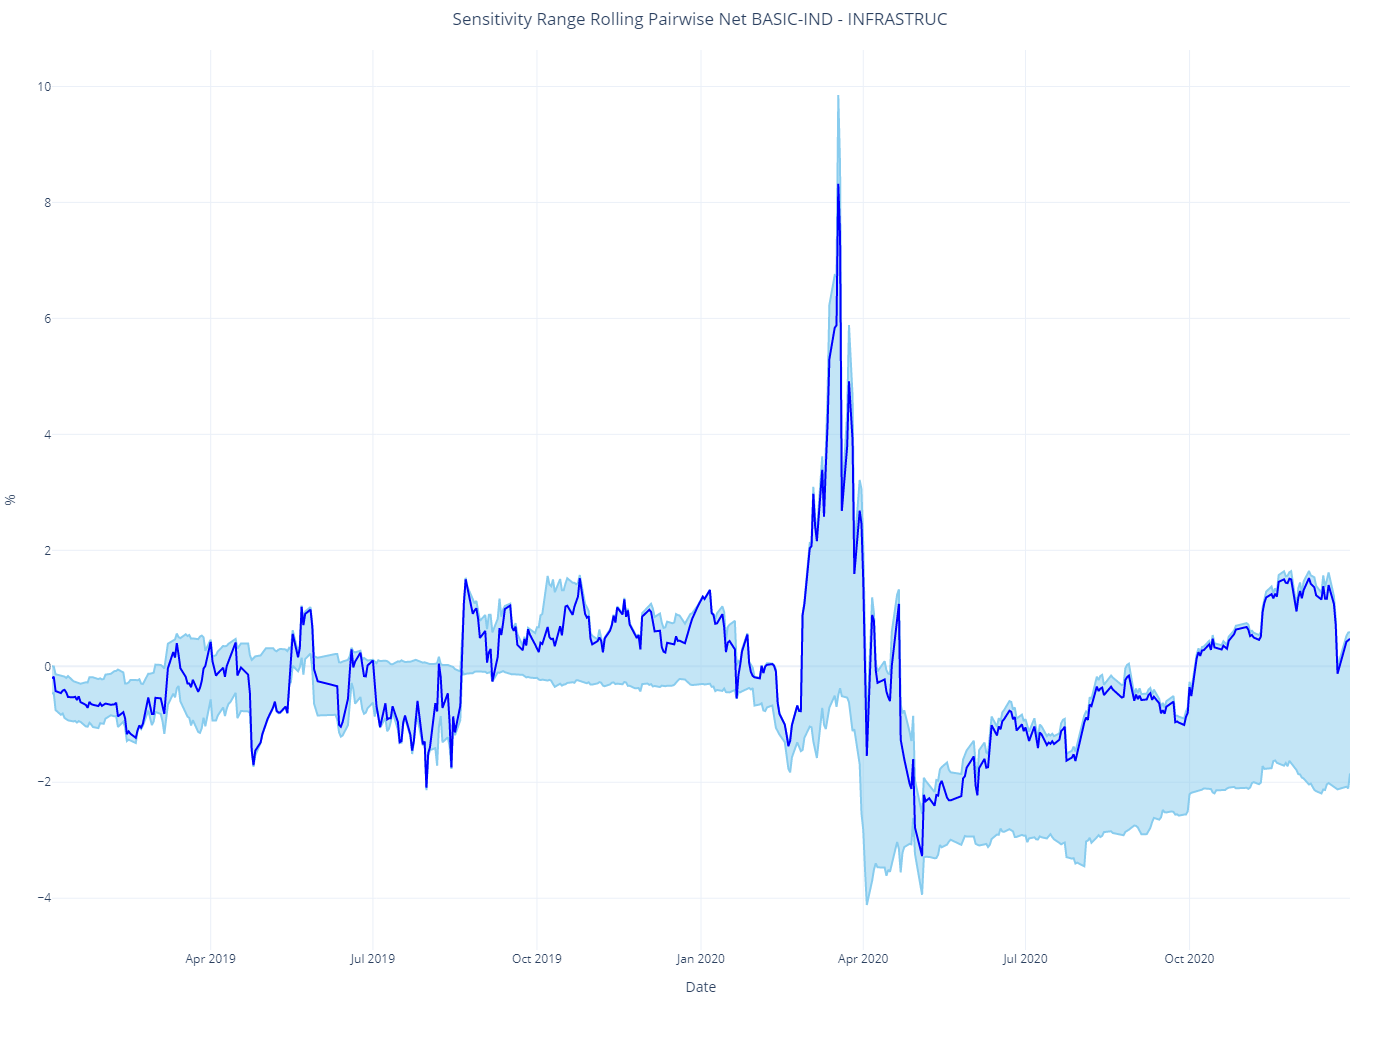 Sensitivity Range Rolling Pairwise Net BASIC-IND - INFRASTRUC
10
8
6
4
2
0
−2
−4
%
Apr 2019
Jul 2019
Oct 2019
Jan 2020
Apr 2020
Jul 2020
Oct 2020
Date